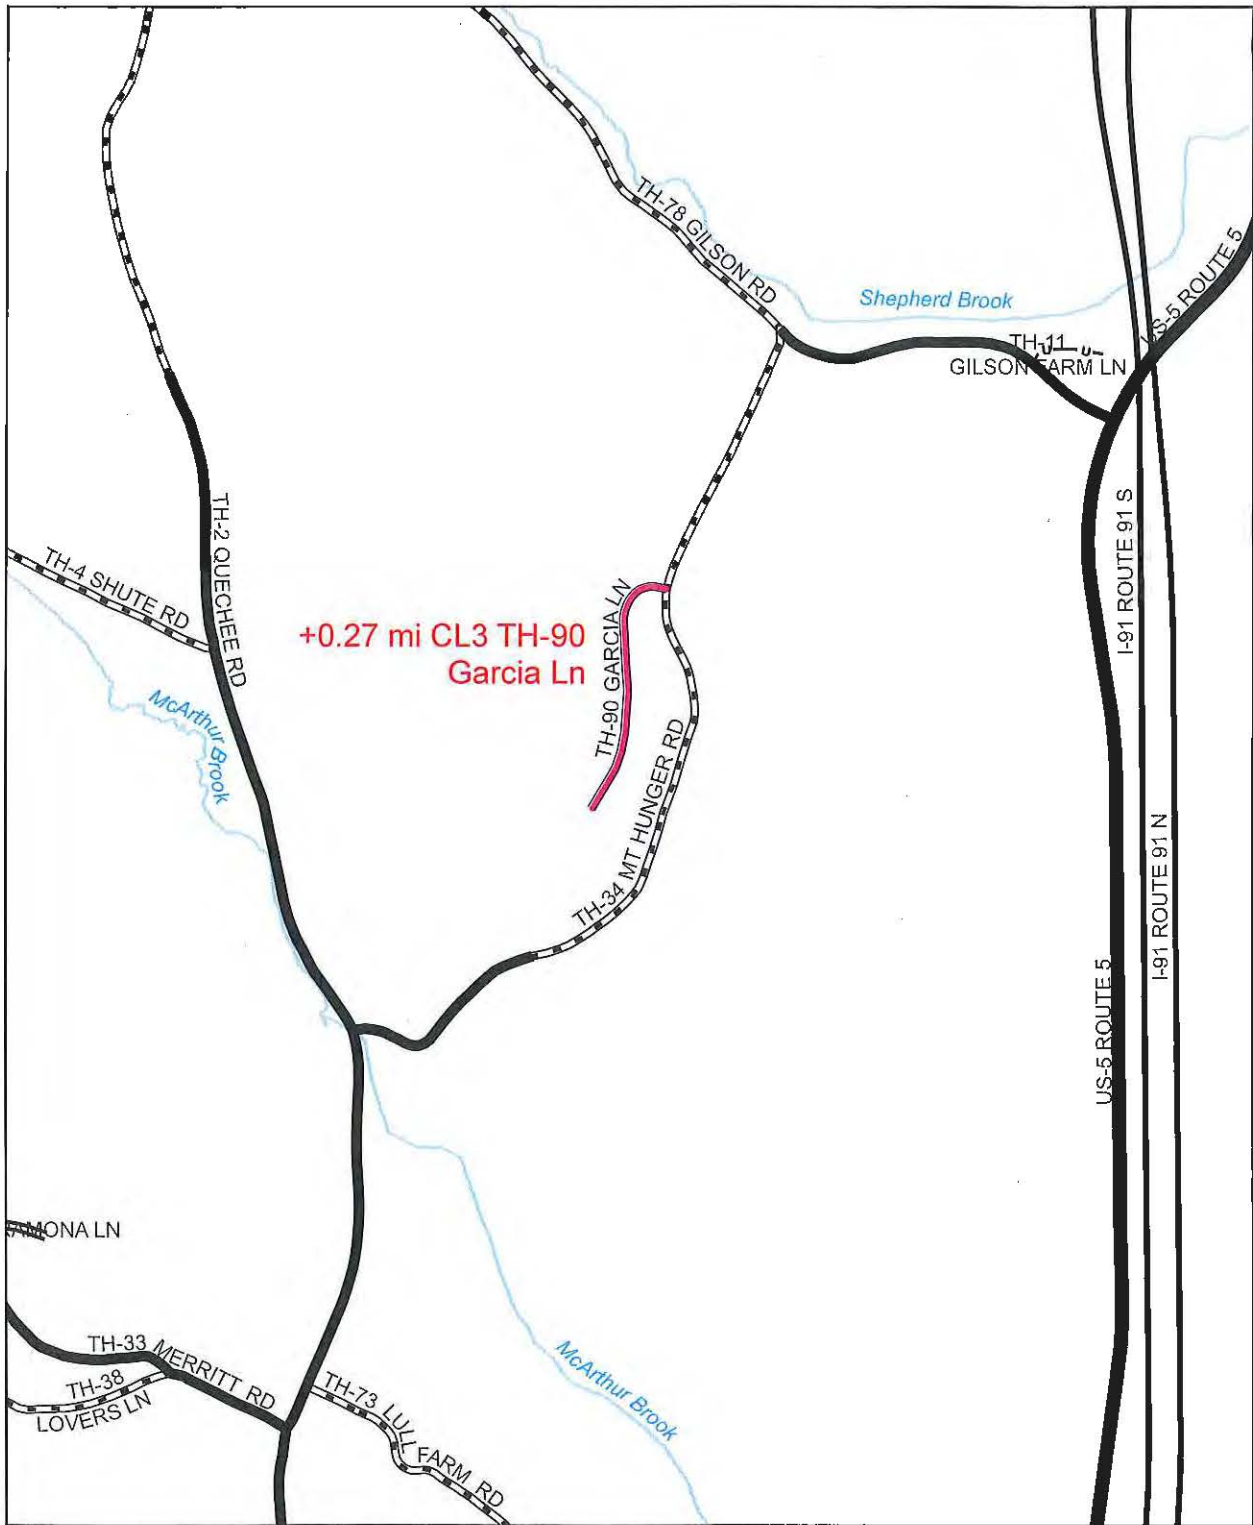 TH-78 GILSON RD
Shepherd Brook
US-5 ROUTE 5
TH-11
GILSON FARM LN
TH-2 QUECHEE RD
I-91 ROUTE 91 S
TH-4 SHUTE RD
+0.27 mi CL3 TH-90
Garcia Ln
TH-90 GARCIA LN
McArthur
Brook
TH-34 MT HUNGER RD
I-91 ROUTE 91 N
US-5 ROUTE 5
AMONA LN
TH-33 MERRITT RD
TH-38
LOVERS LN
TH-73 LULL FARM RD
McArthur Brook